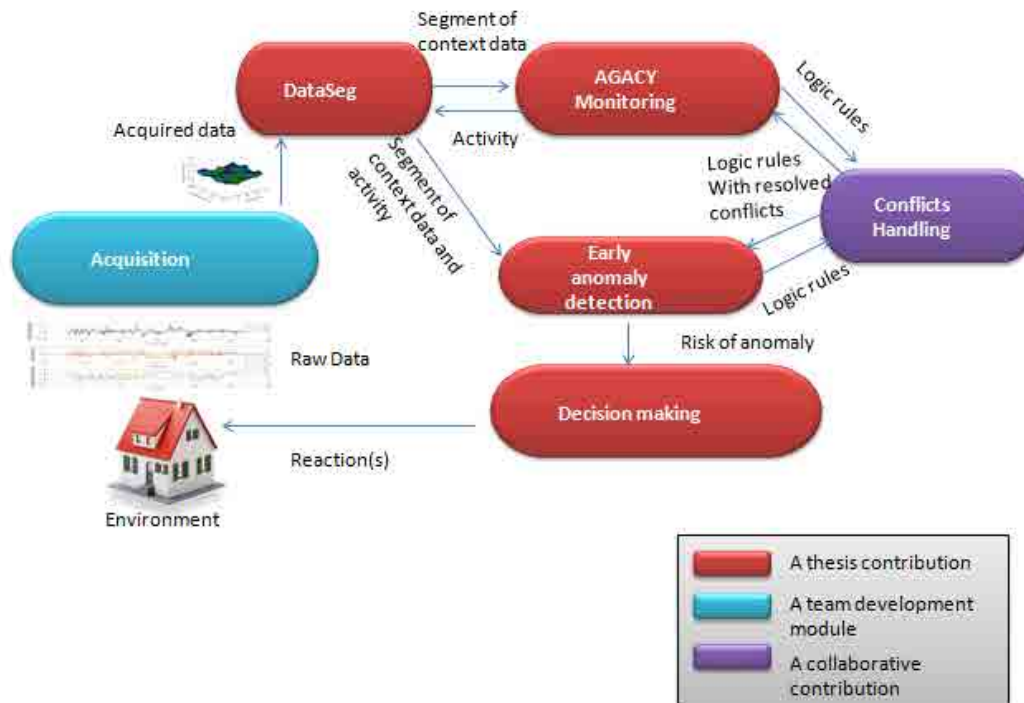 Segment of
context data
DataSeg
AGACY
Monitoring
Logic rules
Acquired data
Activity
Segment of
context data and
activity
Logic rules
With resolved
conflicts
Conflicts
Handling
Acquisition
Early
anomaly
detection
Logic rules
Raw Data
Risk of anomaly
Decision making
Reaction(s)
Environment
A thesis contribution
A team development
module
A collaborative
contribution